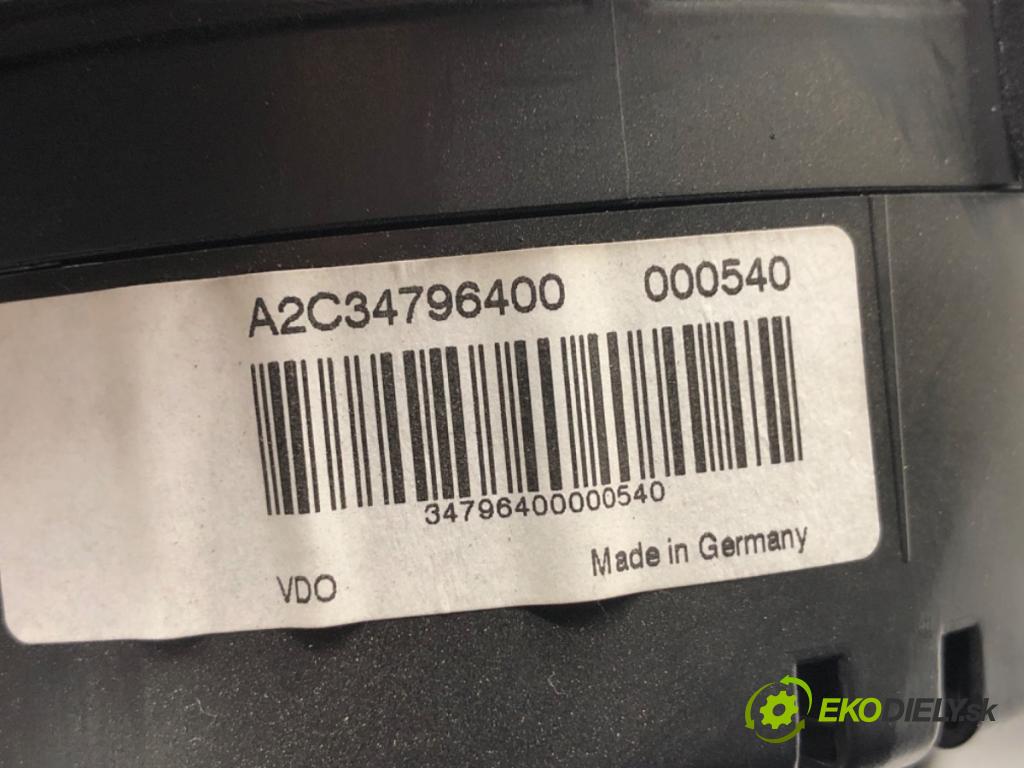 A2C34796400 000540
34796400000540
VDO Made in Germany
EKODIELY.sk